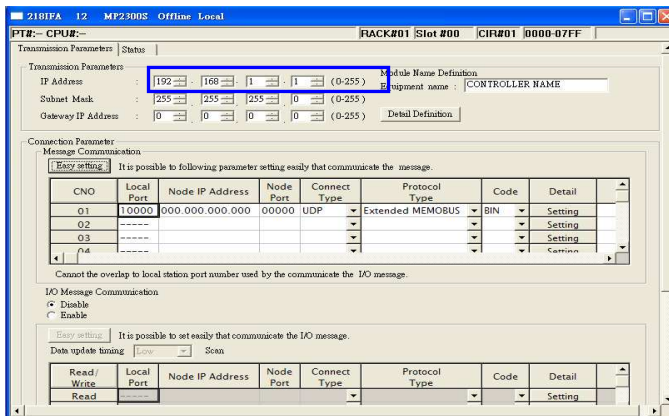 218IFA 12 MP2300S Offline Local
PT#:– CPU#:– RACK#01 Slot #00 CIR#01 0000-07FF
Transmission Parameters Status
Transmission Parameters
Module Name Definition
IP Address : 192 . 168 . 1 . 1 (0-255) Equipment name : CONTROLLER NAME
Subnet Mask : 255 . 255 . 255 . 0 (0-255)
Gateway IP Address : 0 . 0 . 0 . 0 (0-255) Detail Definition
Connection Parameter
Message Communication
Easy setting It is possible to following parameter setting easily that communicate the message.
CNO Local Port Node IP Address Node Port Connect Type Protocol Type Code Detail
01 10000 000.000.000.000 00000 UDP Extended MEMOBUS BIN Setting
02 ----- Setting
03 ----- Setting
04 ----- Setting
Cannot the overlap to local station port number used by the communicate the I/O message.
I/O Message Communication
Disable
Enable
Easy setting It is possible to set easily that communicate the I/O message.
Data update timing Low Scan
Read/Write Local Port Node IP Address Node Port Connect Type Protocol Type Code Detail
Read ----- Setting